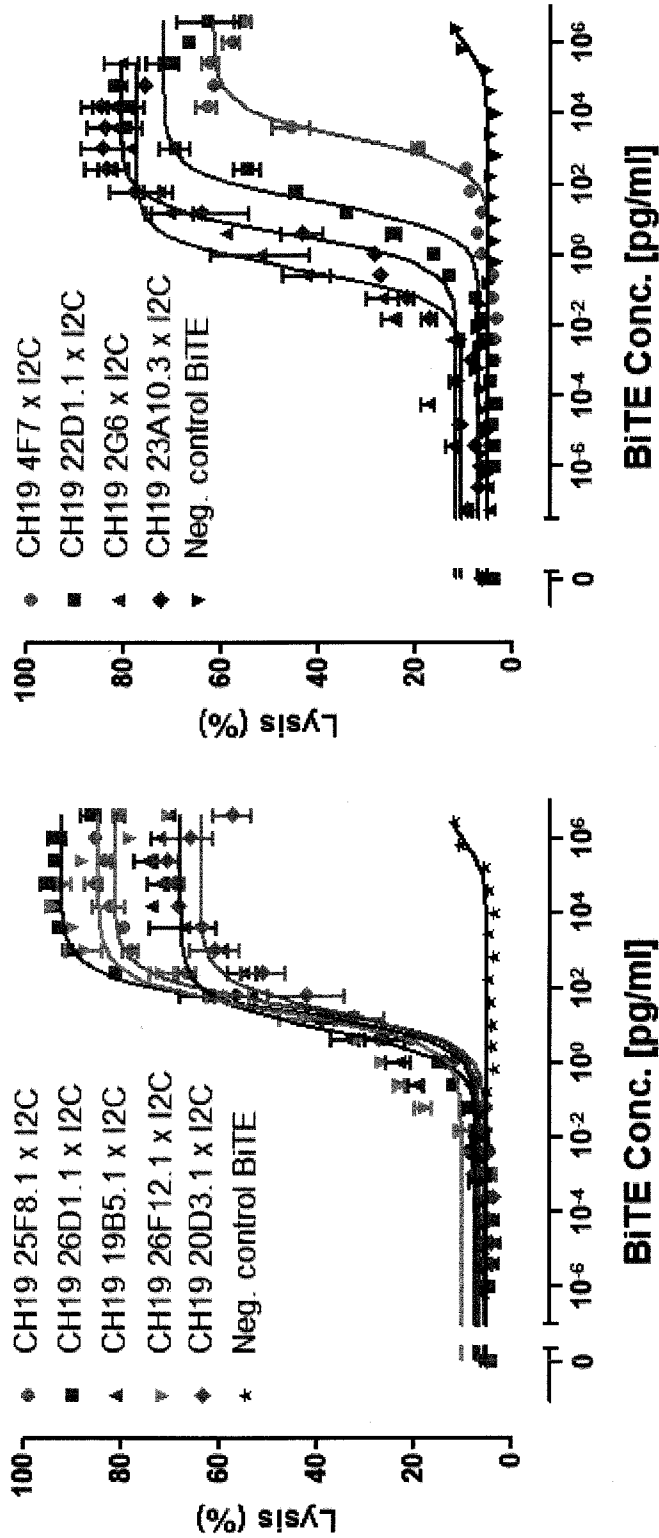 CH19 25F8.1 x I2C
CH19 26D1.1 x I2C
CH19 19B5.1 x I2C
CH19 26F12.1 x I2C
CH19 20D3.1 x I2C
Neg. control BiTE
Lysis (%)
100
80
60
40
20
0
0 10-6 10-4 10-2 100 102 104 106
BiTE Conc. [pg/ml]
CH19 4F7 x I2C
CH19 22D1.1 x I2C
CH19 2G6 x I2C
CH19 23A10.3 x I2C
Neg. control BiTE
Lysis (%)
100
80
60
40
20
0
0 10-6 10-4 10-2 100 102 104 106
BiTE Conc. [pg/ml]